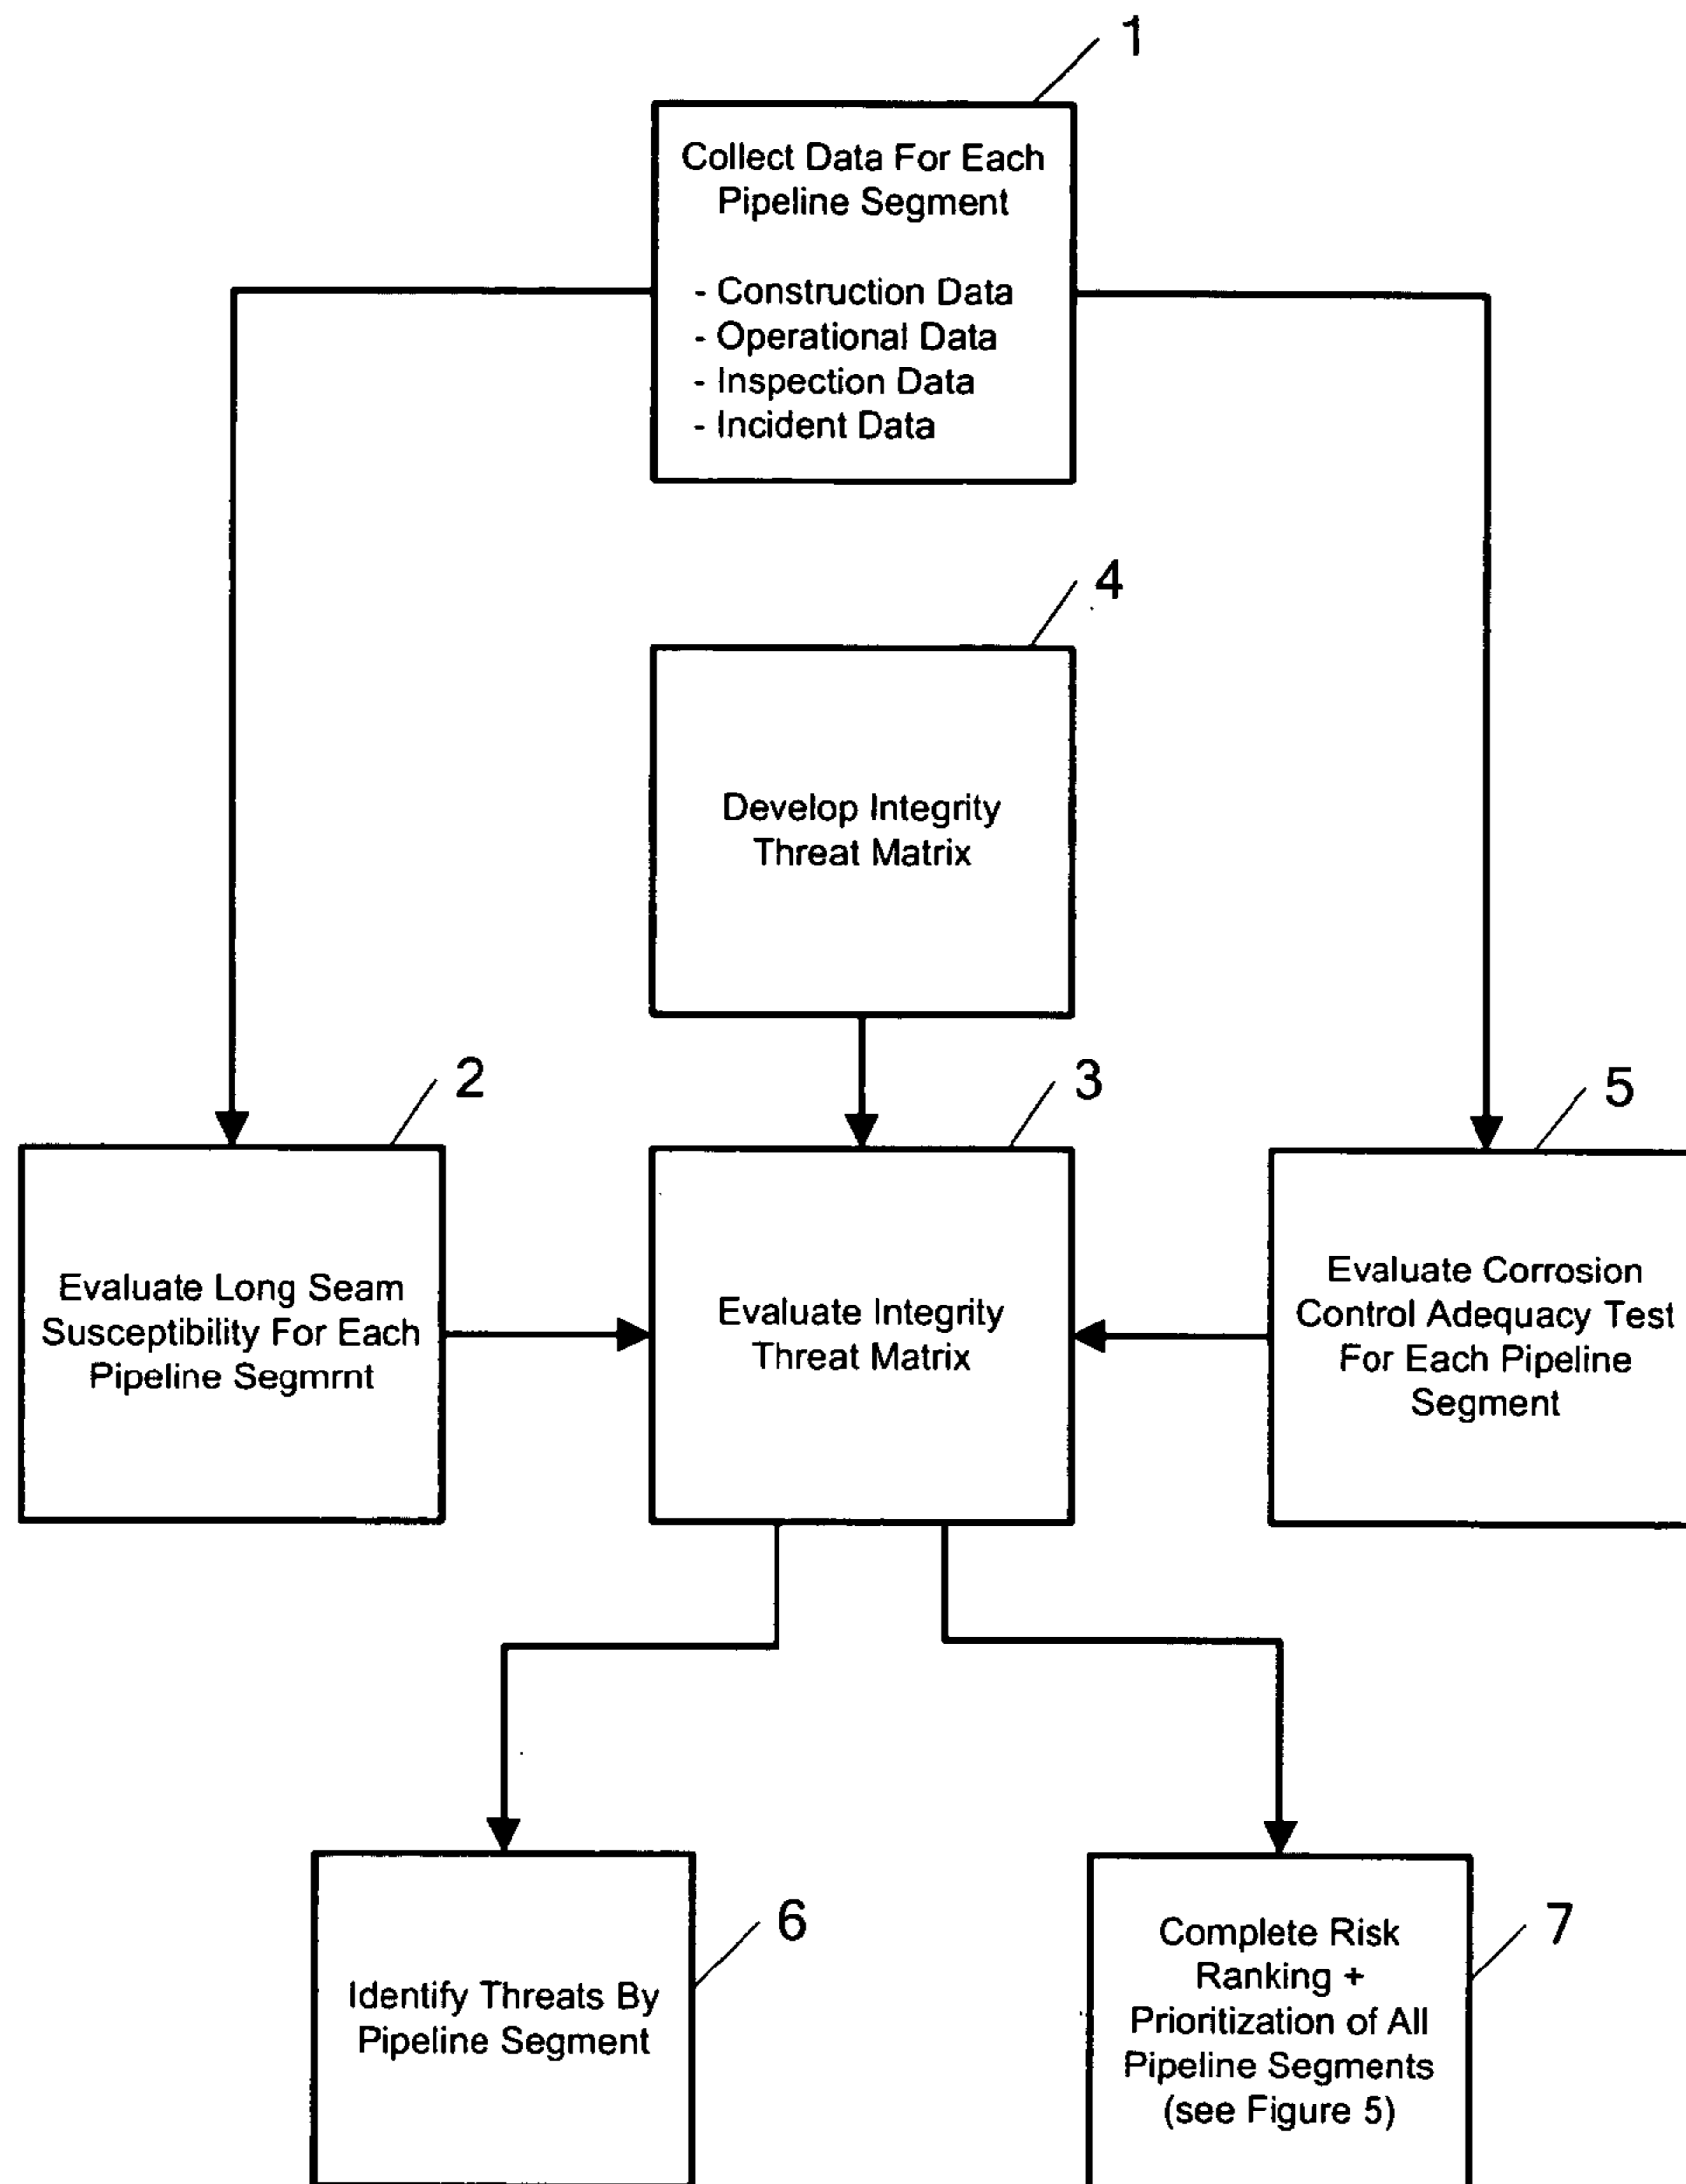 1
Collect Data For Each
Pipeline Segment
- Construction Data
- Operational Data
- Inspection Data
- Incident Data
4
Develop Integrity
Threat Matrix
2
Evaluate Long Seam
Susceptibility For Each
Pipeline Segmrnt
3
Evaluate Integrity
Threat Matrix
5
Evaluate Corrosion
Control Adequacy Test
For Each Pipeline
Segment
6
Identify Threats By
Pipeline Segment
7
Complete Risk
Ranking +
Prioritization of All
Pipeline Segments
(see Figure 5)